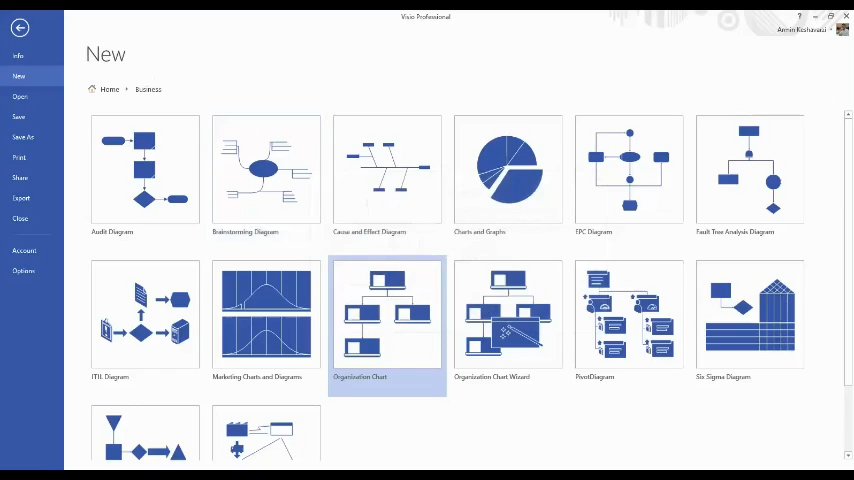 Visio Professional
?
Armin Keshavarzi
Info
New
Open
Save
Save As
Print
Share
Export
Close
Account
Options
New
Home
Business
Audit Diagram
Brainstorming Diagram
Cause and Effect Diagram
Charts and Graphs
EPC Diagram
Fault Tree Analysis Diagram
ITIL Diagram
Marketing Charts and Diagrams
Organization Chart
Organization Chart Wizard
PivotDiagram
Six Sigma Diagram